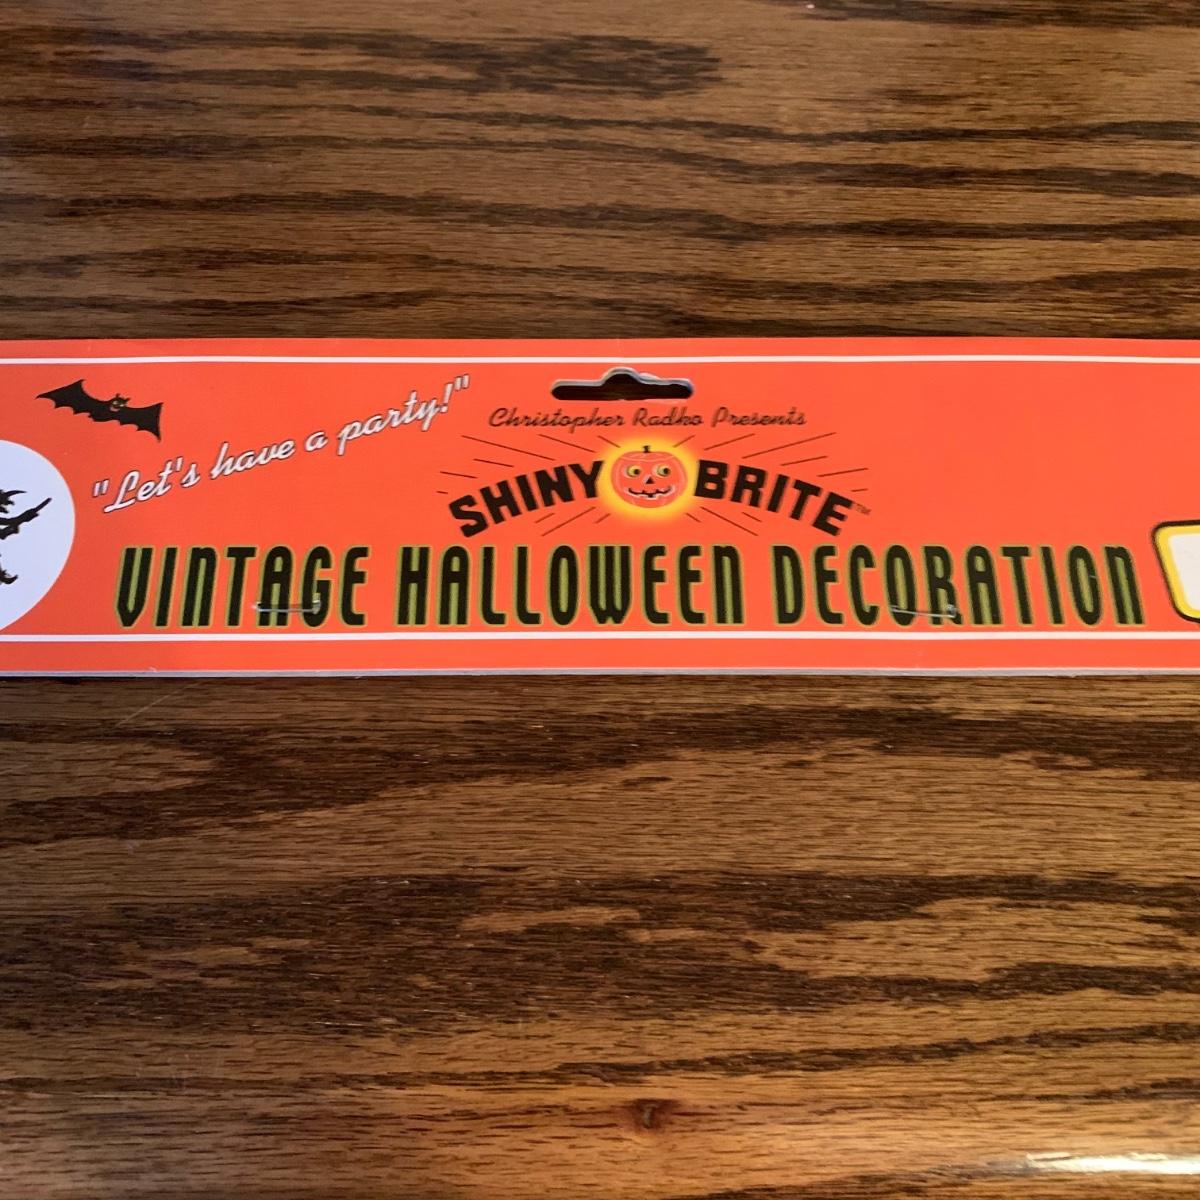 "Let's have a party!"
Christopher Radko Presents
SHINY BRITE™
VINTAGE HALLOWEEN DECORATION